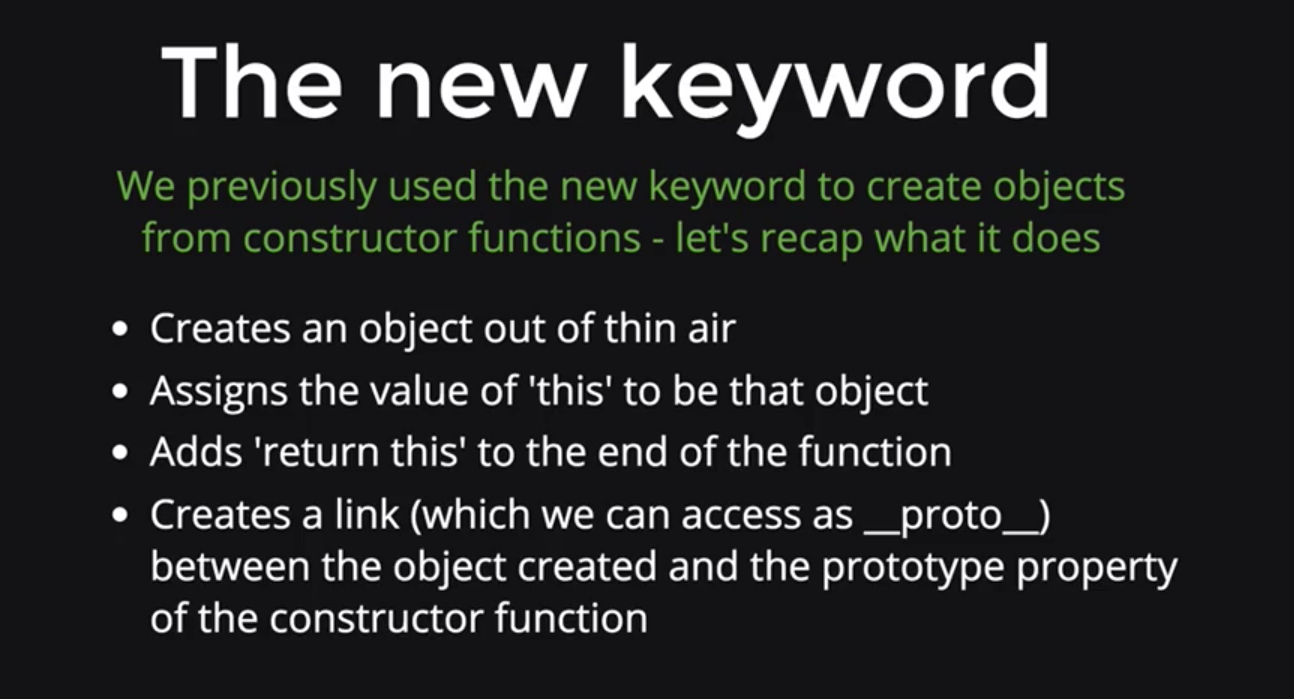 The new keyword
We previously used the new keyword to create objects
from constructor functions - let's recap what it does
• Creates an object out of thin air
• Assigns the value of 'this' to be that object
• Adds 'return this' to the end of the function
• Creates a link (which we can access as __proto__)
between the object created and the prototype property
of the constructor function